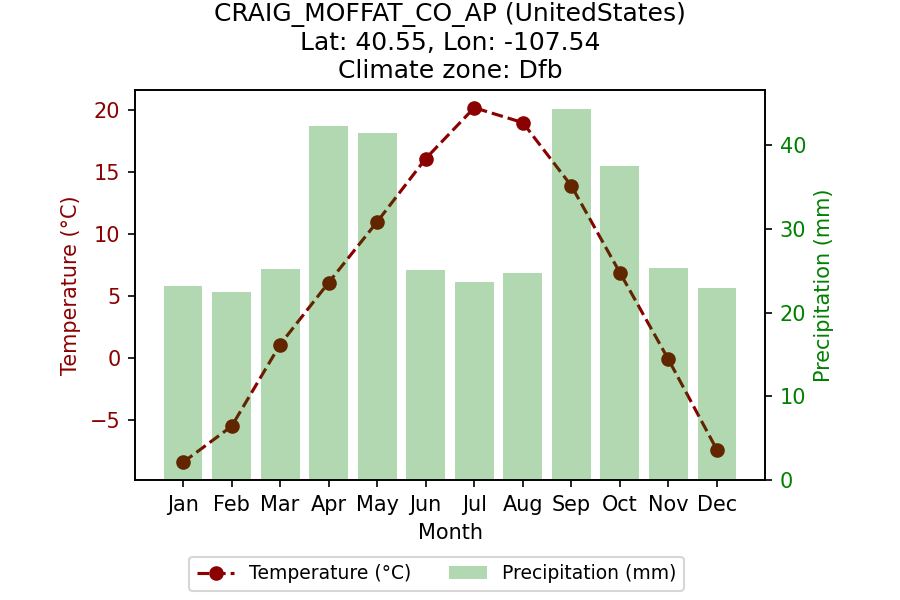 CRAIG_MOFFAT_CO_AP (UnitedStates)
Lat: 40.55, Lon: -107.54
Climate zone: Dfb
Temperature (°C)
20
15
10
5
0
−5
40
30
20
10
0
Precipitation (mm)
Jan Feb Mar Apr May Jun Jul Aug Sep Oct Nov Dec
Month
Temperature (°C) Precipitation (mm)